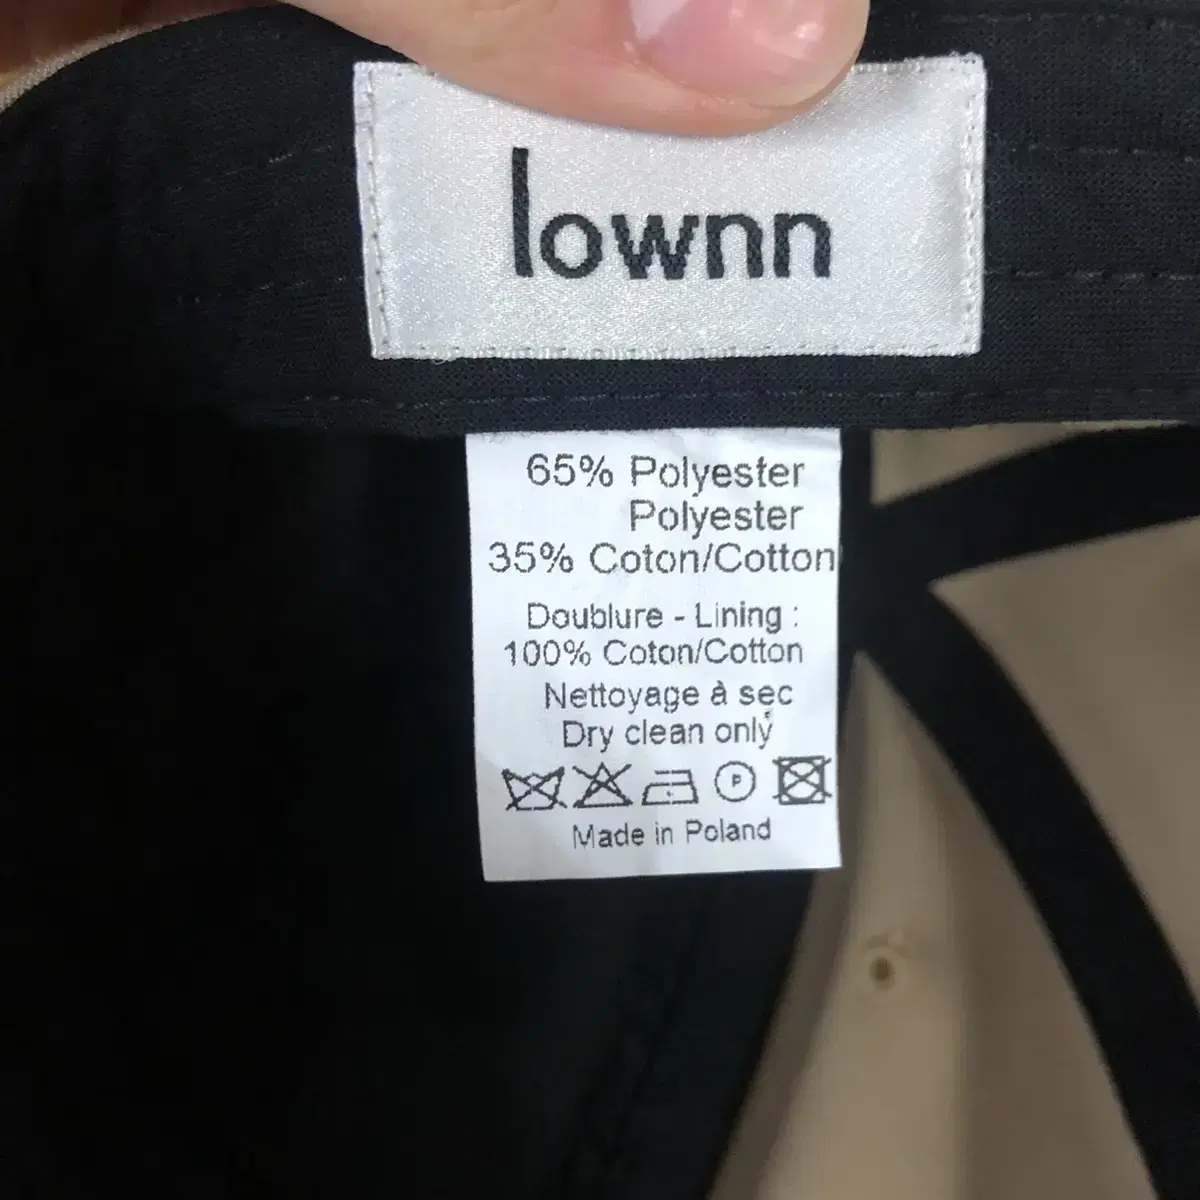 lownn
65% Polyester
Polyester
35% Coton/Cotton
Doublure - Lining :
100% Coton/Cotton
Nettoyage à sec
Dry clean only
P
Made in Poland